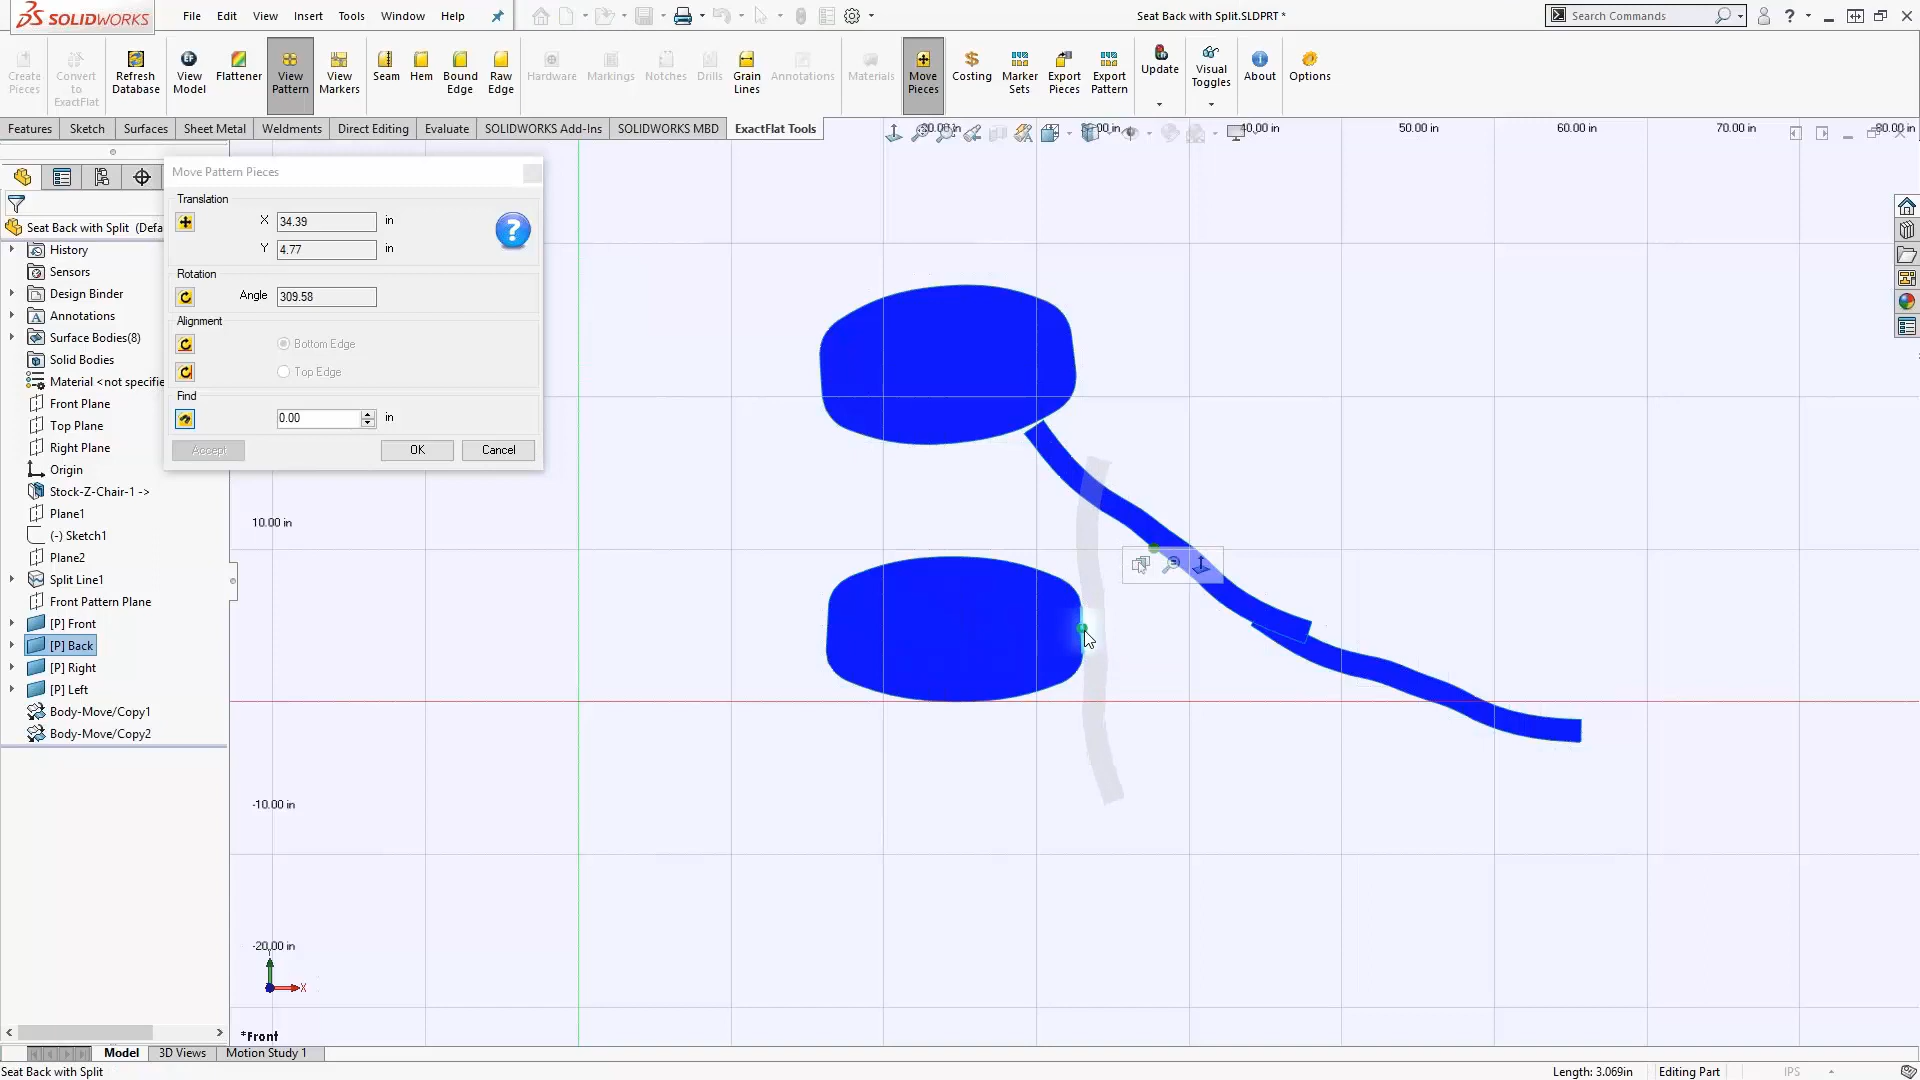 SOLIDWORKS
File Edit View Insert Tools Window Help
Seat Back with Split.SLDPRT *
Search Commands
Create Pieces
Convert to ExactFlat
Refresh Database
View Model
Flattener
View Pattern
View Markers
Seam
Hem
Bound Edge
Raw Edge
Hardware
Markings
Notches
Drills
Grain Lines
Annotations
Materials
Move Pieces
Costing
Marker Sets
Export Pieces
Export Pattern
Update
Visual Toggles
About
Options
Features Sketch Surfaces Sheet Metal Weldments Direct Editing Evaluate SOLIDWORKS Add-Ins SOLIDWORKS MBD ExactFlat Tools
40.00 in 50.00 in 60.00 in 70.00 in 80.00 in
Move Pattern Pieces
Translation
X 34.39 in
Y 4.77 in
Rotation
Angle 309.58
Alignment
Bottom Edge
Top Edge
Find
0.00 in
Accept OK Cancel
Seat Back with Split (Defa
History
Sensors
Design Binder
Annotations
Surface Bodies(8)
Solid Bodies
Material <not specifie
Front Plane
Top Plane
Right Plane
Origin
Stock-Z-Chair-1 ->
Plane1
(-) Sketch1
Plane2
Split Line1
Front Pattern Plane
[P] Front
[P] Back
[P] Right
[P] Left
Body-Move/Copy1
Body-Move/Copy2
10.00 in
-10.00 in
-20.00 in
Y
X
*Front
Model 3D Views Motion Study 1
Seat Back with Split
Length: 3.069in Editing Part IPS